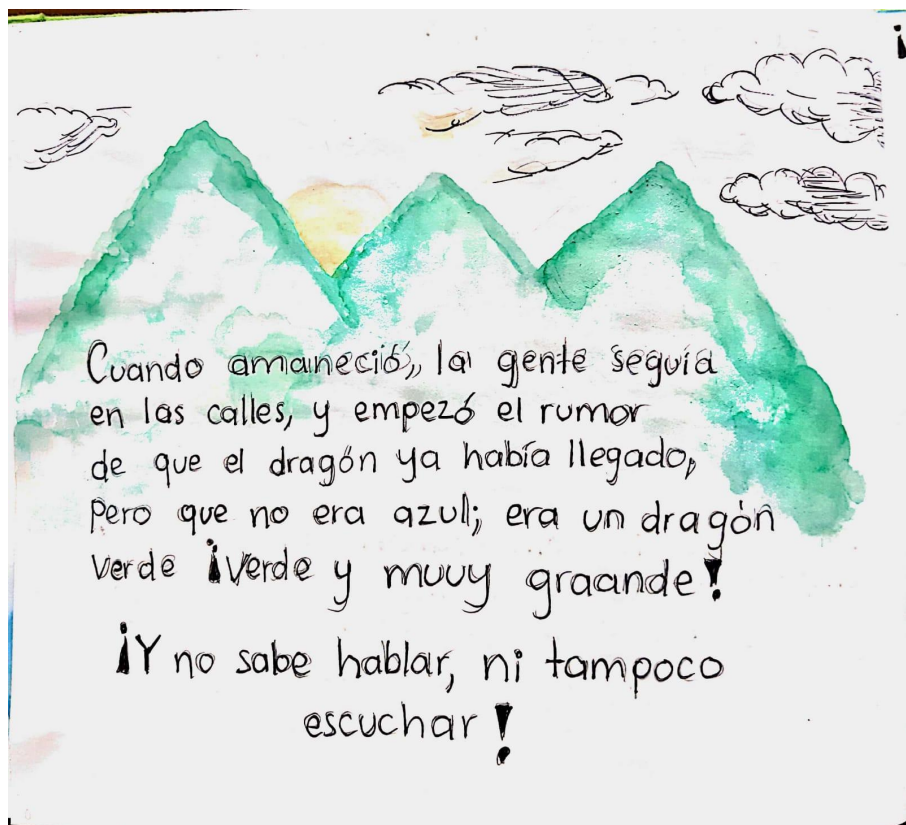 Cuando amaneció, la gente seguía
en las calles, y empezó el rumor
de que el dragón ya había llegado,
pero que no era azul; era un dragón
verde ¡verde y muuy graande!
¡Y no sabe hablar, ni tampoco
escuchar!